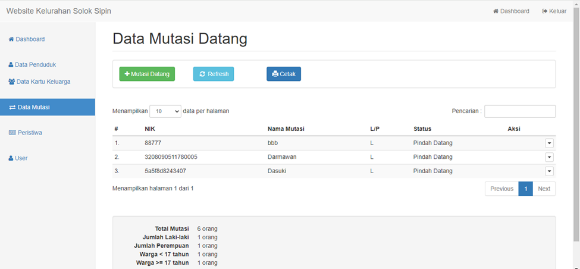 Website Kelurahan Solok Sipin
Dashboard
Keluar
Dashboard
Data Penduduk
Data Kartu Keluarga
Data Mutasi
Peristiwa
User
Data Mutasi Datang
+ Mutasi Datang
Refresh
Cetak
Menampilkan 10 data per halaman
Pencarian :
# NIK Nama Mutasi L/P Status Aksi
1. 88777 bbb L Pindah Datang
2. 3208090511780005 Darmawan L Pindah Datang
3. Dasuki L Pindah Datang
Menampilkan halaman 1 dari 1
Previous 1 Next
Total Mutasi 6 orang
Jumlah Laki-laki 1 orang
Jumlah Perempuan 1 orang
Warga < 17 tahun 1 orang
Warga >= 17 tahun 1 orang